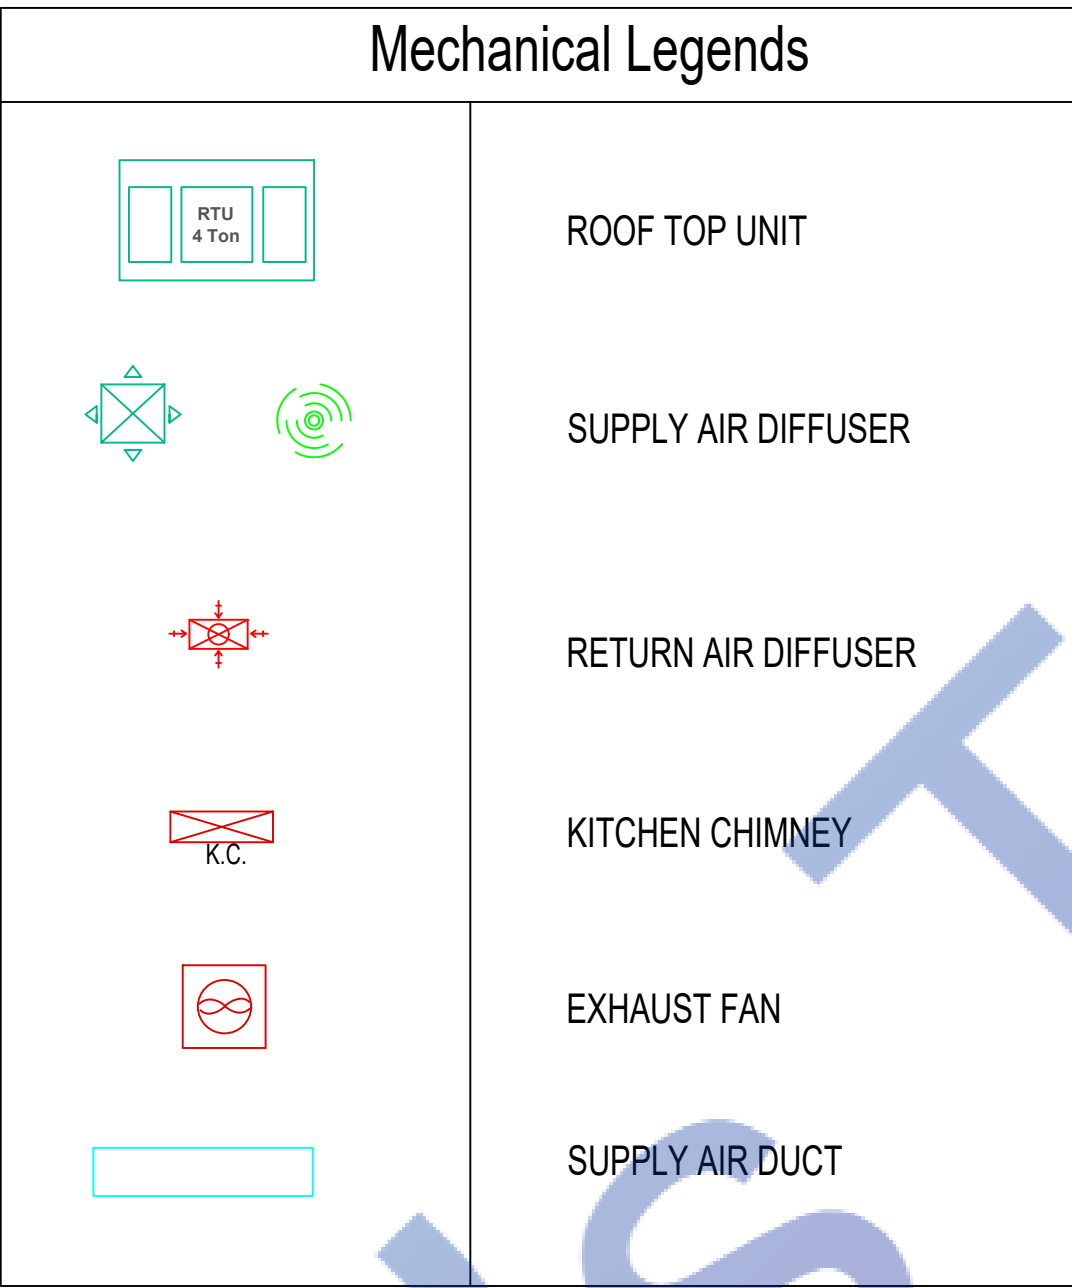 Mechanical Legends
RTU
4 Ton
ROOF TOP UNIT
SUPPLY AIR DIFFUSER
RETURN AIR DIFFUSER
K.C.
KITCHEN CHIMNEY
EXHAUST FAN
SUPPLY AIR DUCT